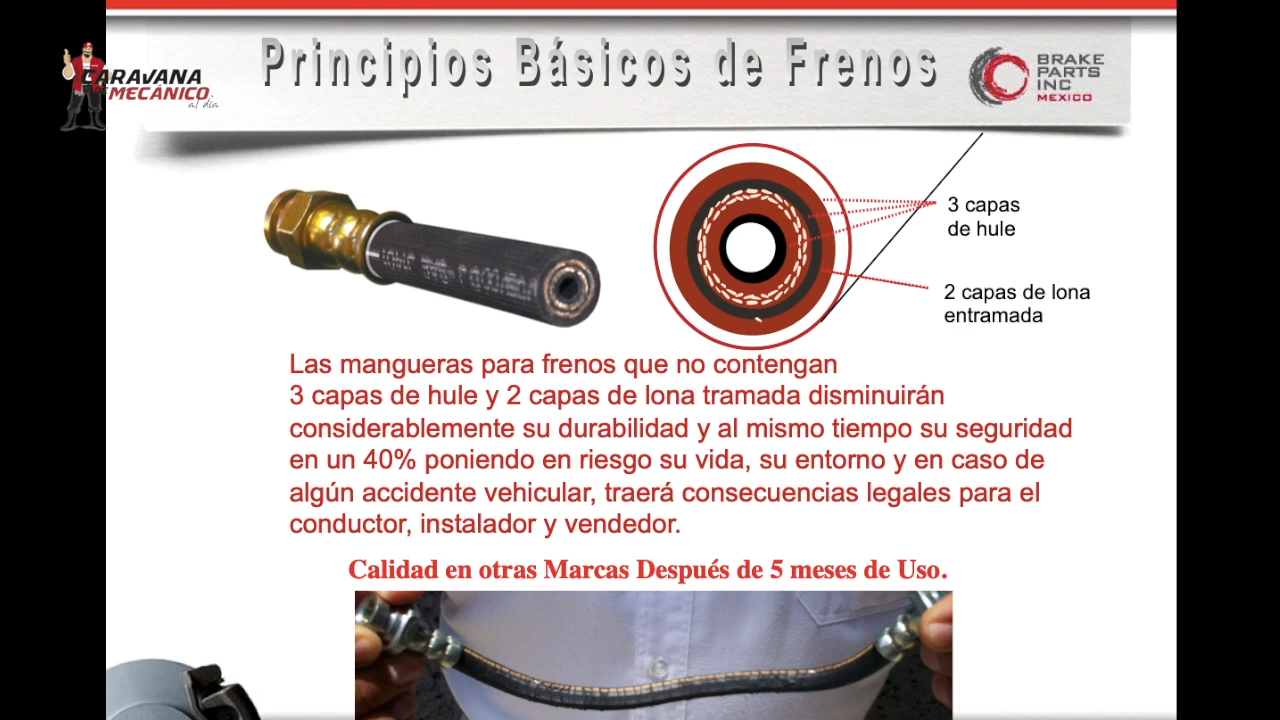 CARAVANA
EL MECÁNICO
al día
Principios Básicos de Frenos
BRAKE
PARTS
INC
MEXICO
3 capas
de hule
2 capas de lona
entramada
Las mangueras para frenos que no contengan
3 capas de hule y 2 capas de lona tramada disminuirán
considerablemente su durabilidad y al mismo tiempo su seguridad
en un 40% poniendo en riesgo su vida, su entorno y en caso de
algún accidente vehicular, traerá consecuencias legales para el
conductor, instalador y vendedor.
Calidad en otras Marcas Después de 5 meses de Uso.